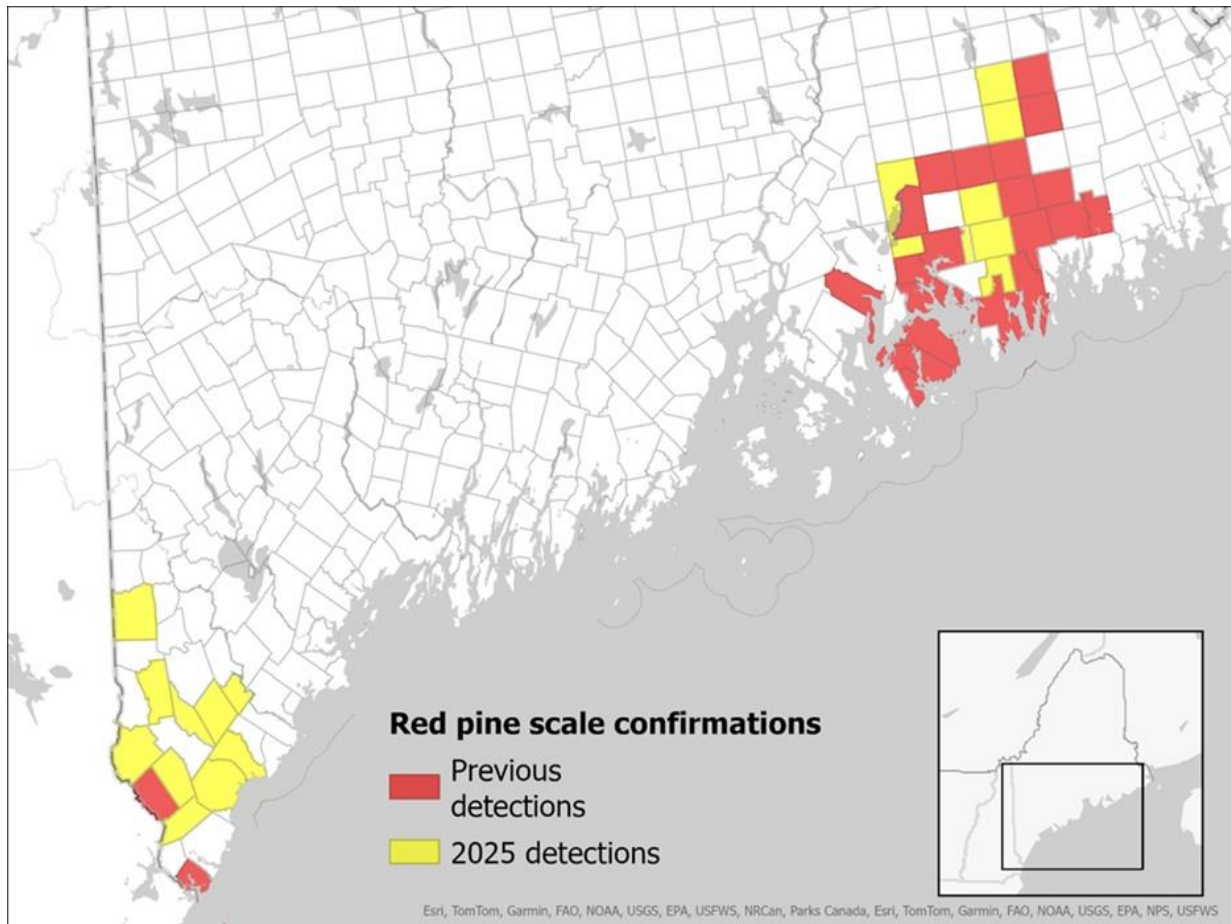 Red pine scale confirmations
Previous
detections
2025 detections
Esri, TomTom, Garmin, FAO, NOAA, USGS, EPA, USFWS, NRCan, Parks Canada, Esri, TomTom, Garmin, FAO, NOAA, USGS, EPA, NPS, USFWS